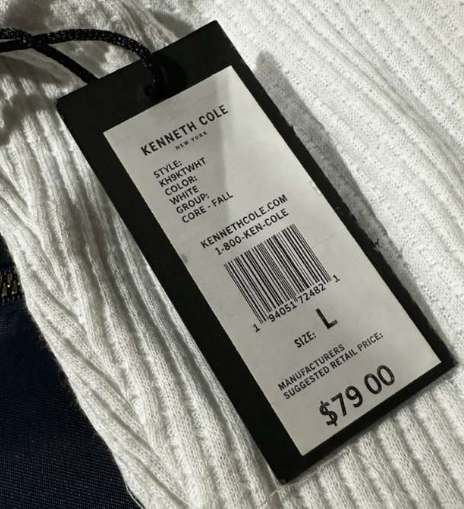 KENNETH COLE
NEW YORK
STYLE:
KH9KTWHT
COLOR:
WHITE
GROUP:
CORE - FALL
KENNETHCOLE.COM
1-800-KEN-COLE
1 94051 72482 1
SIZE: L
MANUFACTURERS
SUGGESTED RETAIL PRICE:
$79 00